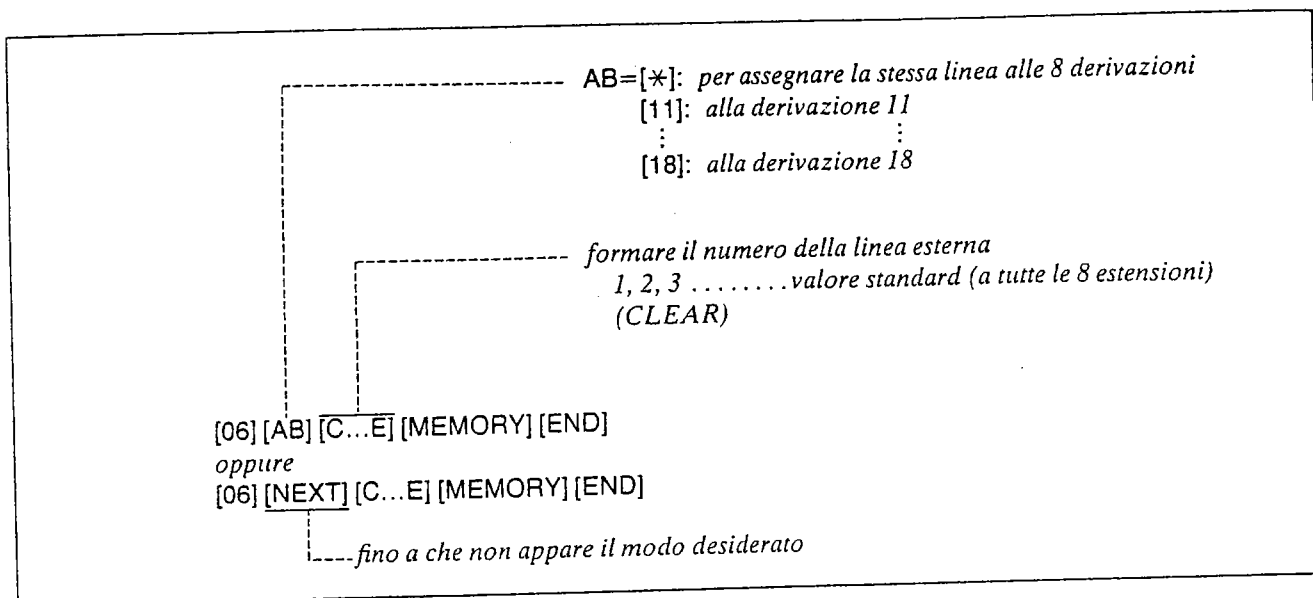 AB=[*]: per assegnare la stessa linea alle 8 derivazioni
[11]: alla derivazione 11
⋮ ⋮
[18]: alla derivazione 18
formare il numero della linea esterna
1, 2, 3 ........ valore standard (a tutte le 8 estensioni)
(CLEAR)
[06] [AB] [C...E] [MEMORY] [END]
oppure
[06] [NEXT] [C...E] [MEMORY] [END]
fino a che non appare il modo desiderato